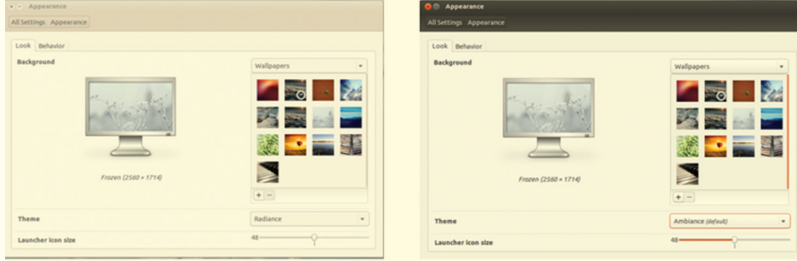 Appearance
All Settings Appearance
Look Behavior
Background
Wallpapers
Frozen (2560 × 1714)
+ −
Theme
Radiance
Launcher icon size
48
Appearance
All Settings Appearance
Look Behavior
Background
Wallpapers
Frozen (2560 × 1714)
+ −
Theme
Ambiance (default)
Launcher icon size
48